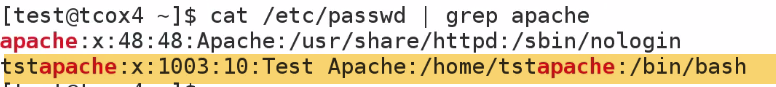 [test@tcox4 ~]$ cat /etc/passwd | grep apache
apache:x:48:48:Apache:/usr/share/httpd:/sbin/nologin
tstapache:x:1003:10:Test Apache:/home/tstapache:/bin/bash